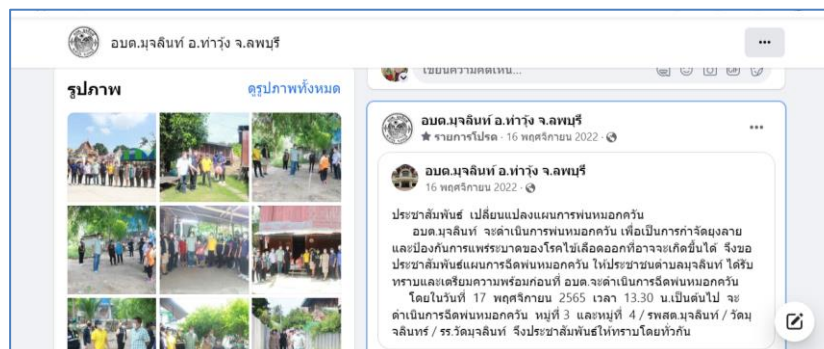 อบต.มุจลินท์ อ.ท่าวุ้ง จ.ลพบุรี
รูปภาพ
ดูรูปภาพทั้งหมด
เขียนความคิดเห็น...
อบต.มุจลินท์ อ.ท่าวุ้ง จ.ลพบุรี
รายการโปรด · 16 พฤศจิกายน 2022 ·
อบต.มุจลินท์ อ.ท่าวุ้ง จ.ลพบุรี
16 พฤศจิกายน 2022 ·
ประชาสัมพันธ์ เปลี่ยนแปลงแผนการพ่นหมอกควัน
อบต.มุจลินท์ จะดำเนินการพ่นหมอกควัน เพื่อเป็นการกำจัดยุงลาย
และป้องกันการแพร่ระบาดของโรคไข้เลือดออกที่อาจจะเกิดขึ้นได้ จึงขอ
ประชาสัมพันธ์แผนการฉีดพ่นหมอกควัน ให้ประชาชนตำบลมุจลินท์ ได้รับ
ทราบและเตรียมความพร้อมก่อนที่ อบต.จะดำเนินการฉีดพ่นหมอกควัน
โดยในวันที่ 17 พฤศจิกายน 2565 เวลา 13.30 น.เป็นต้นไป จะ
ดำเนินการฉีดพ่นหมอกควัน หมู่ที่ 3 และหมู่ที่ 4 / รพสต.มุจลินท์ / วัดมุ
จลินทร์ / รร.วัดมุจลินท์ จึงประชาสัมพันธ์ให้ทราบโดยทั่วกัน